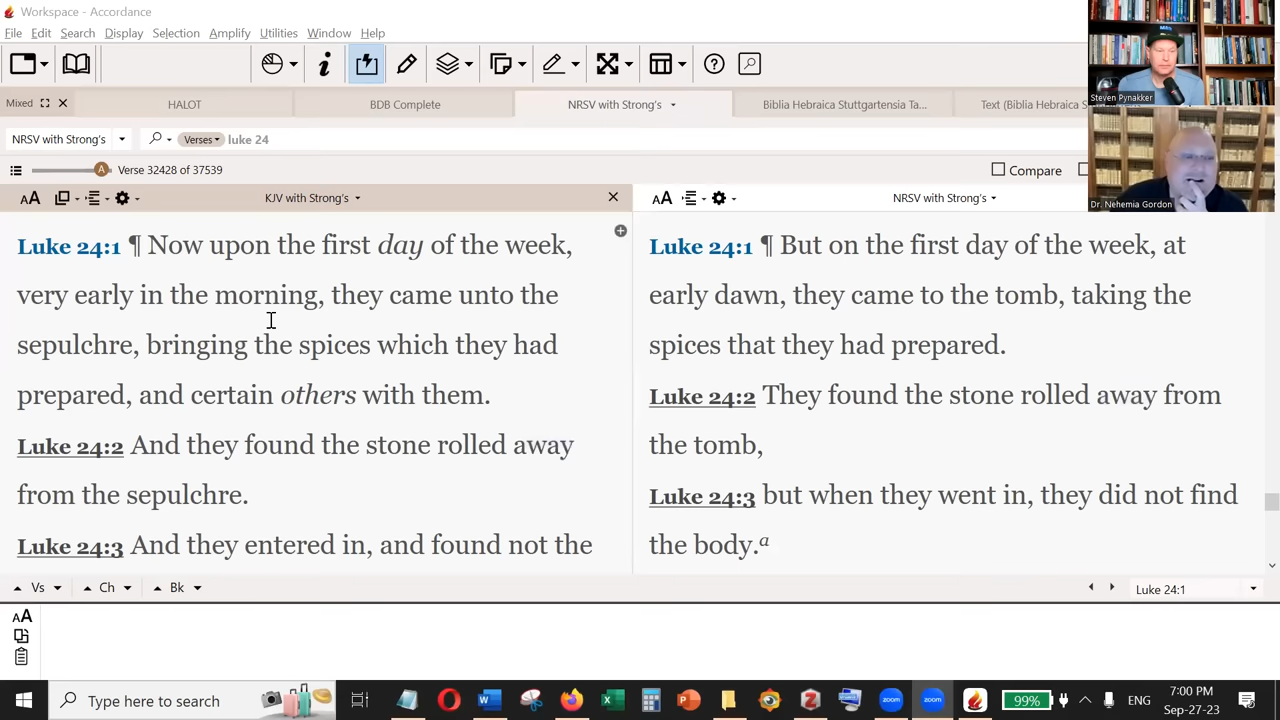 Workspace - Accordance
File Edit Search Display Selection Amplify Utilities Window Help
Mixed HALOT BDB Complete NRSV with Strong's Biblia Hebraica Stuttgartensia Ta... Text (Biblia Hebraica S
NRSV with Strong's Verses luke 24
Verse 32428 of 37539 Compare
Steven Pynakker
Dr. Nehemia Gordon
AA KJV with Strong's
Luke 24:1 ¶ Now upon the first day of the week,
very early in the morning, they came unto the
sepulchre, bringing the spices which they had
prepared, and certain others with them.
Luke 24:2 And they found the stone rolled away
from the sepulchre.
Luke 24:3 And they entered in, and found not the
AA NRSV with Strong's
Luke 24:1 ¶ But on the first day of the week, at
early dawn, they came to the tomb, taking the
spices that they had prepared.
Luke 24:2 They found the stone rolled away from
the tomb,
Luke 24:3 but when they went in, they did not find
the body.a
Vs Ch Bk Luke 24:1
AA
Type here to search 99% ENG 7:00 PM
Sep-27-23